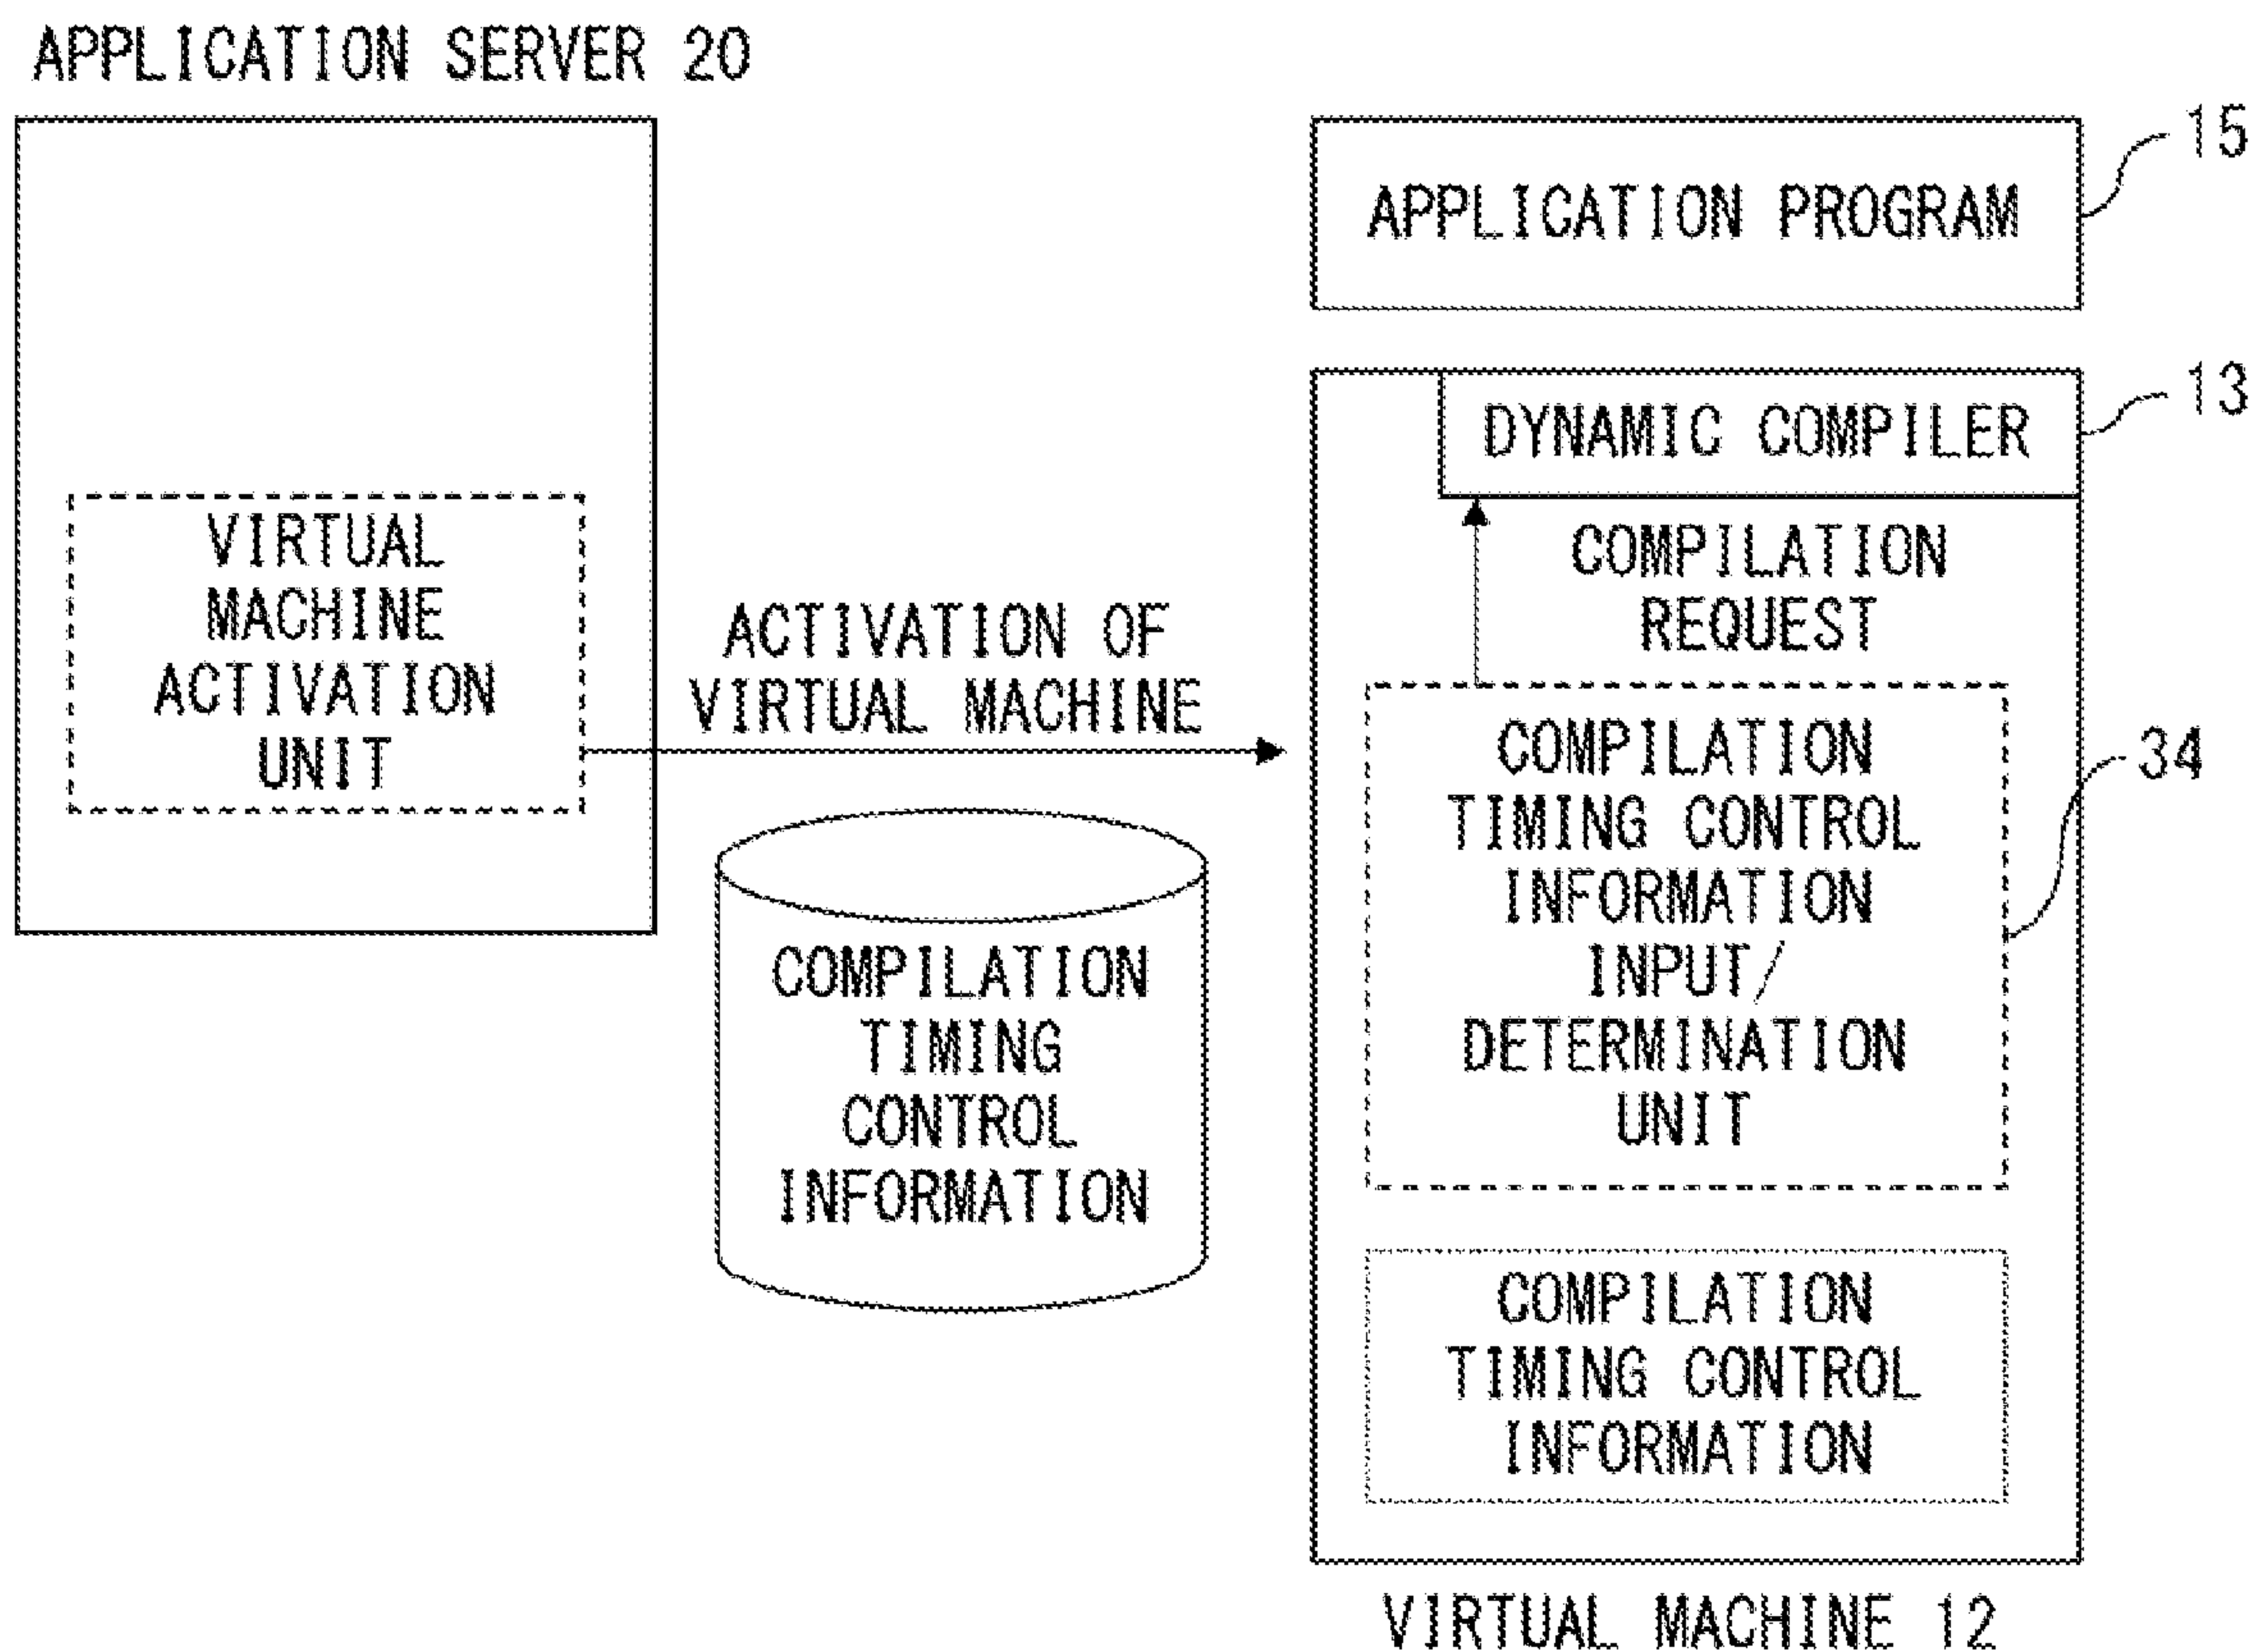 APPLICATION SERVER 20
VIRTUAL
MACHINE
ACTIVATION
UNIT
ACTIVATION OF
VIRTUAL MACHINE
COMPILATION
TIMING
CONTROL
INFORMATION
APPLICATION PROGRAM
15
DYNAMIC COMPILER
13
COMPILATION
REQUEST
COMPILATION
TIMING CONTROL
INFORMATION
INPUT/
DETERMINATION
UNIT
34
COMPILATION
TIMING CONTROL
INFORMATION
VIRTUAL MACHINE 12